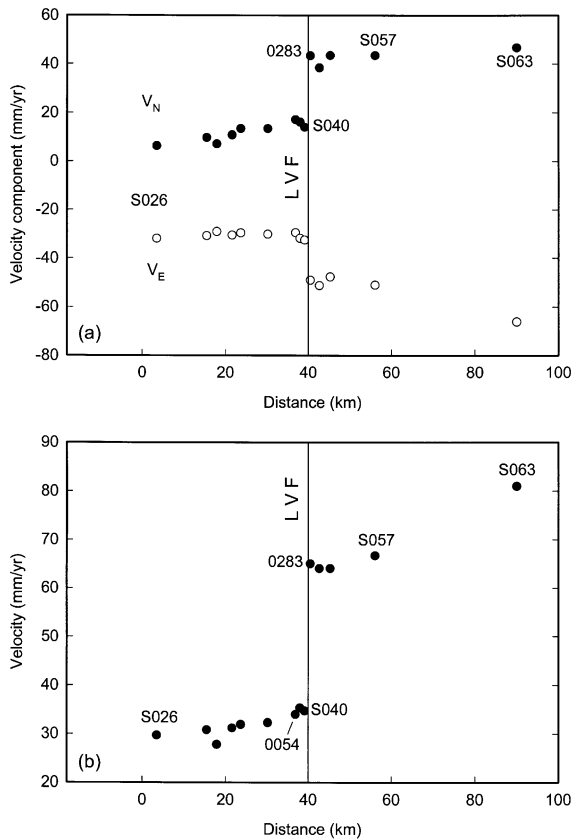 60
40
20
0
-20
-40
-60
-80
Velocity component (mm/yr)
0283
S057
S063
V_N
S040
L V F
S026
V_E
(a)
0 20 40 60 80 100
Distance (km)
90
80
70
60
50
40
30
20
Velocity (mm/yr)
S063
L V F
S057
0283
S026
S040
0054
(b)
0 20 40 60 80 100
Distance (km)